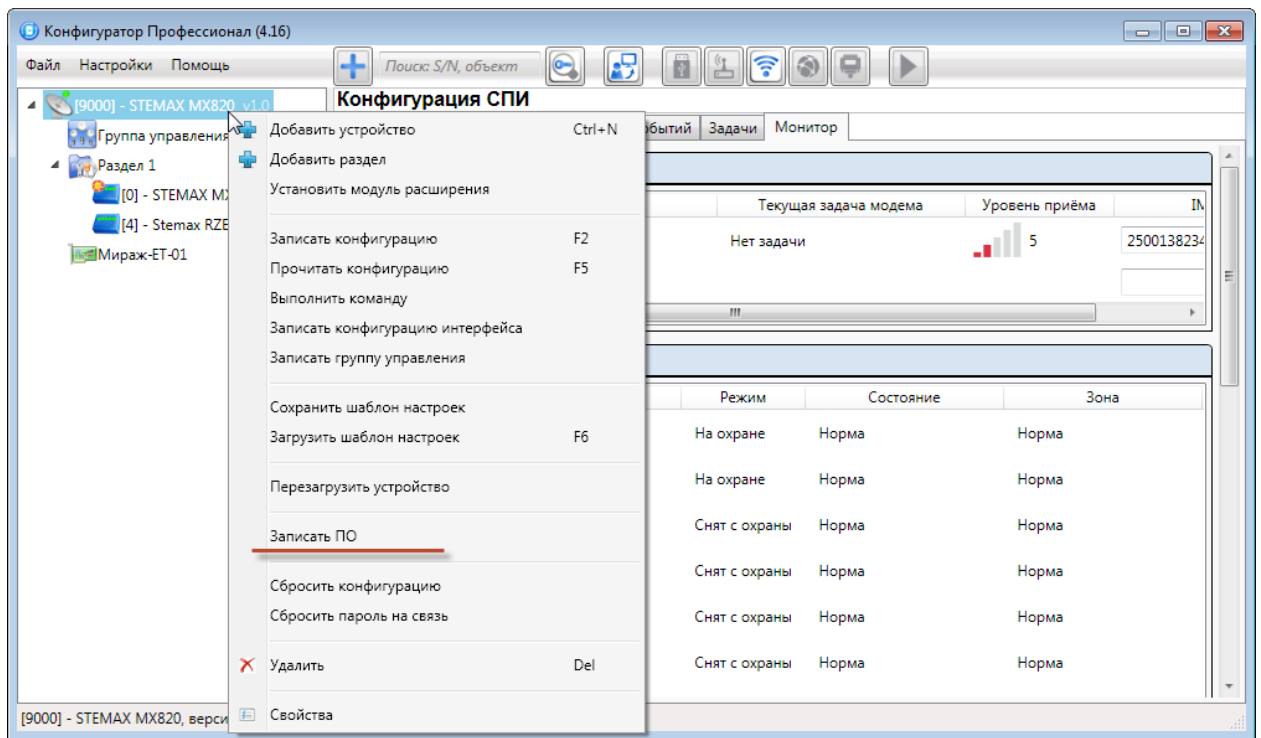 Конфигуратор Профессионал (4.16)
Файл Настройки Помощь
Поиск: S/N, объект
[9000] - STEMAX MX820 v1.0
Группа управления
Раздел 1
[0] - STEMAX
[4] - Stemax
Мираж-ET-01
Конфигурация СПИ
Задачи Монитор
Текущая задача модема Уровень приёма
Нет задачи 5 2500138234
Режим Состояние Зона
На охране Норма Норма
На охране Норма Норма
Снят с охраны Норма Норма
Снят с охраны Норма Норма
Снят с охраны Норма Норма
Снят с охраны Норма Норма
Добавить устройство Ctrl+N
Добавить раздел
Установить модуль расширения
Записать конфигурацию F2
Прочитать конфигурацию F5
Выполнить команду
Записать конфигурацию интерфейса
Записать группу управления
Сохранить шаблон настроек
Загрузить шаблон настроек F6
Перезагрузить устройство
Записать ПО
Сбросить конфигурацию
Сбросить пароль на связь
Удалить Del
Свойства
[9000] - STEMAX MX820,